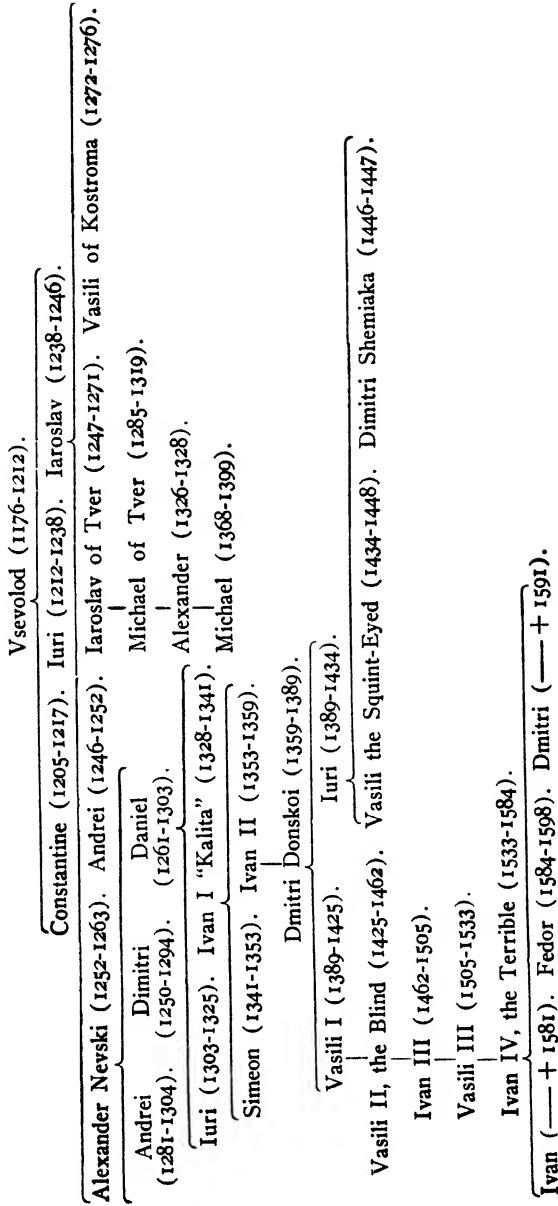 Vsevolod (1176-1212).
Constantine (1205-1217). Iuri (1212-1238). Iaroslav (1238-1246).
Alexander Nevski (1252-1263). Andrei (1246-1252). Iaroslav of Tver (1247-1271). Vasili of Kostroma (1272-1276).
Andrei Dimitri Daniel Michael of Tver (1285-1319).
(1281-1304). (1250-1294). (1261-1303).
Alexander (1326-1328).
Iuri (1303-1325). Ivan I "Kalita" (1328-1341). Michael (1368-1399).
Simeon (1341-1353). Ivan II (1353-1359).
Dmitri Donskoi (1359-1389).
Vasili I (1389-1425). Iuri (1389-1434).
Vasili II, the Blind (1425-1462). Vasili the Squint-Eyed (1434-1448). Dimitri Shemiaka (1446-1447).
Ivan III (1462-1505).
Vasili III (1505-1533).
Ivan IV, the Terrible (1533-1584).
Ivan (— + 1581). Fedor (1584-1598). Dmitri (— + 1591).